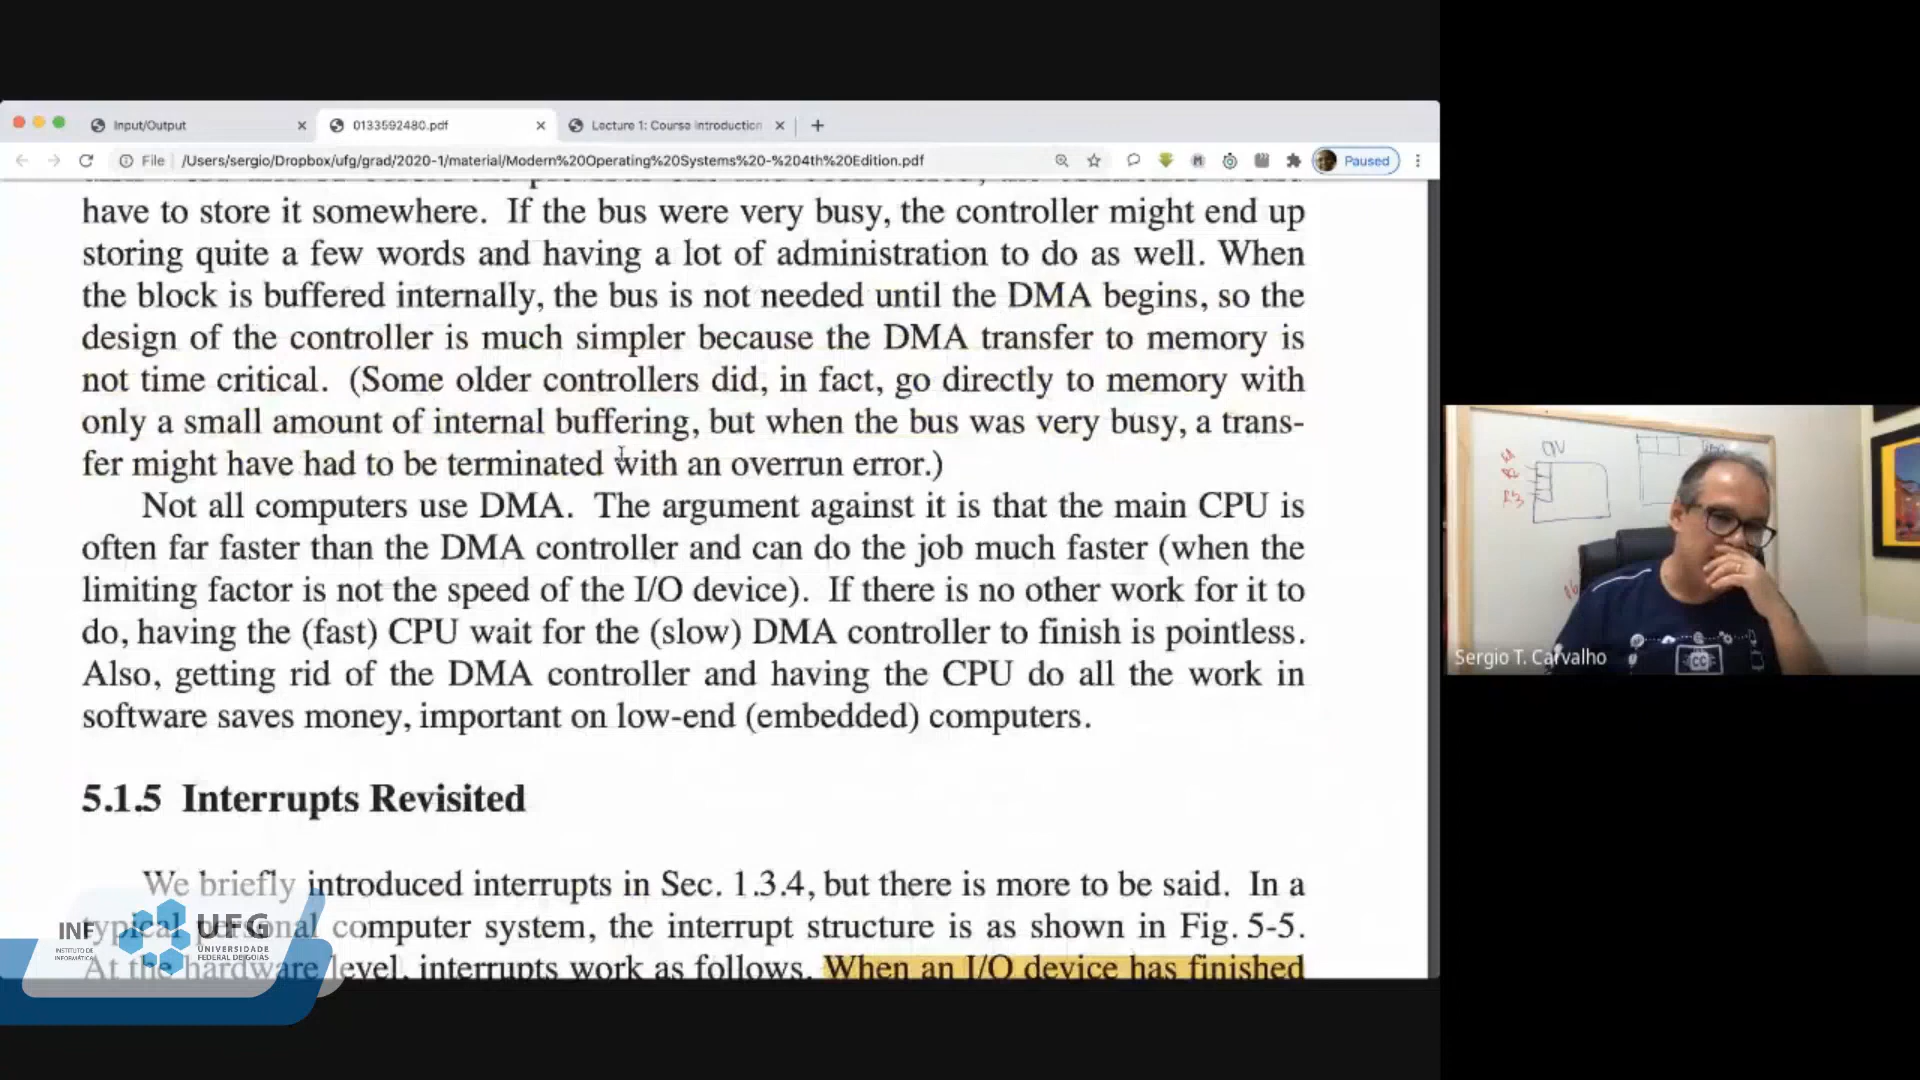 Input/Output
0133592480.pdf
Lecture 1: Course Introduction
File
/Users/sergio/Dropbox/ufg/grad/2020-1/material/Modern%20Operating%20Systems%20-%204th%20Edition.pdf
Paused
have to store it somewhere. If the bus were very busy, the controller might end up
storing quite a few words and having a lot of administration to do as well. When
the block is buffered internally, the bus is not needed until the DMA begins, so the
design of the controller is much simpler because the DMA transfer to memory is
not time critical. (Some older controllers did, in fact, go directly to memory with
only a small amount of internal buffering, but when the bus was very busy, a trans-
fer might have had to be terminated with an overrun error.)
Not all computers use DMA. The argument against it is that the main CPU is
often far faster than the DMA controller and can do the job much faster (when the
limiting factor is not the speed of the I/O device). If there is no other work for it to
do, having the (fast) CPU wait for the (slow) DMA controller to finish is pointless.
Also, getting rid of the DMA controller and having the CPU do all the work in
software saves money, important on low-end (embedded) computers.
5.1.5 Interrupts Revisited
We briefly introduced interrupts in Sec. 1.3.4, but there is more to be said. In a
typical personal computer system, the interrupt structure is as shown in Fig. 5-5.
At the hardware level, interrupts work as follows. When an I/O device has finished
INF
INSTITUTO DE
INFORMÁTICA
UFG
UNIVERSIDADE
FEDERAL DE GOIÁS
CPU
R2
R3
CC
Sergio T. Carvalho